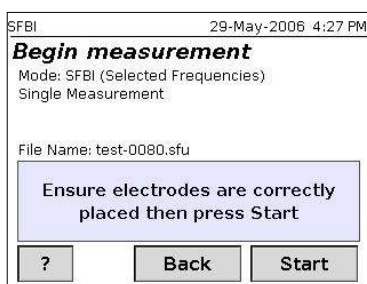 SFBI 29-May-2006 4:27 PM
Begin measurement
Mode: SFBI (Selected Frequencies)
Single Measurement
File Name: test-0080.sfu
Ensure electrodes are correctly
placed then press Start
? Back Start